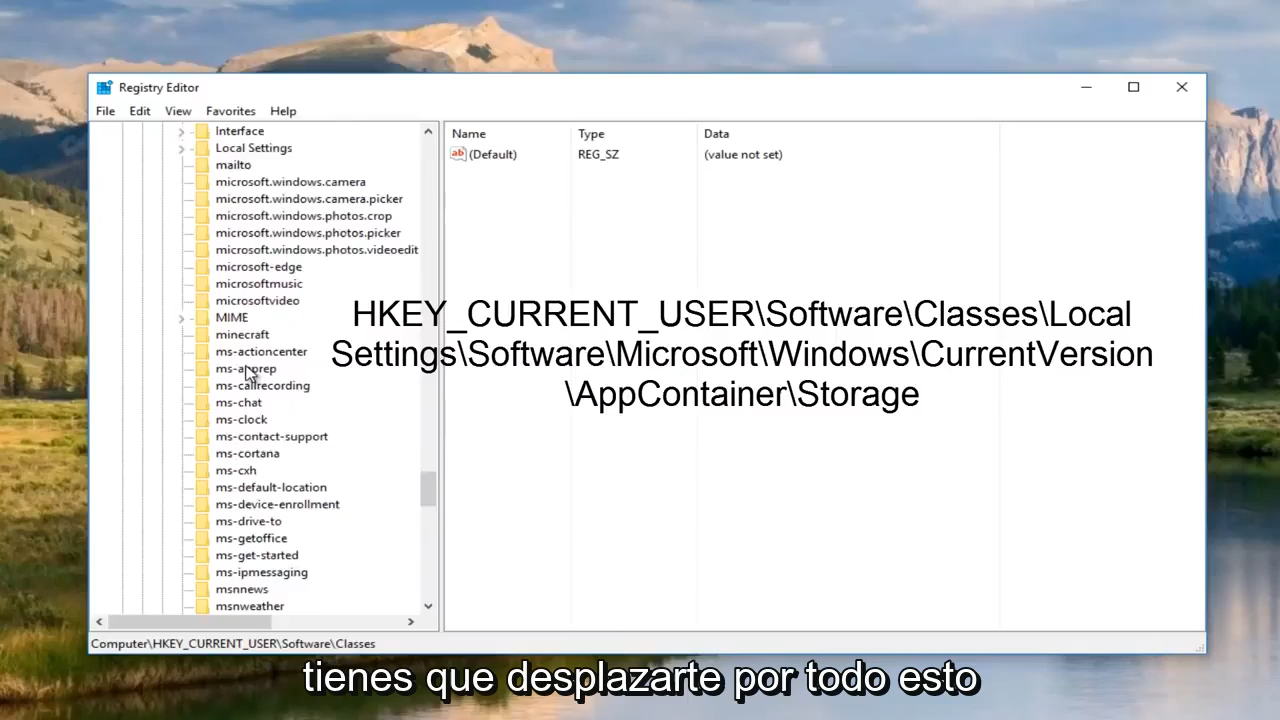 Registry Editor
File Edit View Favorites Help
Interface
Local Settings
mailto
microsoft.windows.camera
microsoft.windows.camera.picker
microsoft.windows.photos.crop
microsoft.windows.photos.picker
microsoft.windows.photos.videoedit
microsoft-edge
microsoftmusic
microsoftvideo
MIME
minecraft
ms-actioncenter
ms-apprep
ms-callrecording
ms-chat
ms-clock
ms-contact-support
ms-cortana
ms-cxh
ms-default-location
ms-device-enrollment
ms-drive-to
ms-getoffice
ms-get-started
ms-ipmessaging
msnnews
msnweather
Name Type Data
ab (Default) REG_SZ (value not set)
HKEY_CURRENT_USER\Software\Classes\Local
Settings\Software\Microsoft\Windows\CurrentVersion
\AppContainer\Storage
Computer\HKEY_CURRENT_USER\Software\Classes
tienes que desplazarte por todo esto